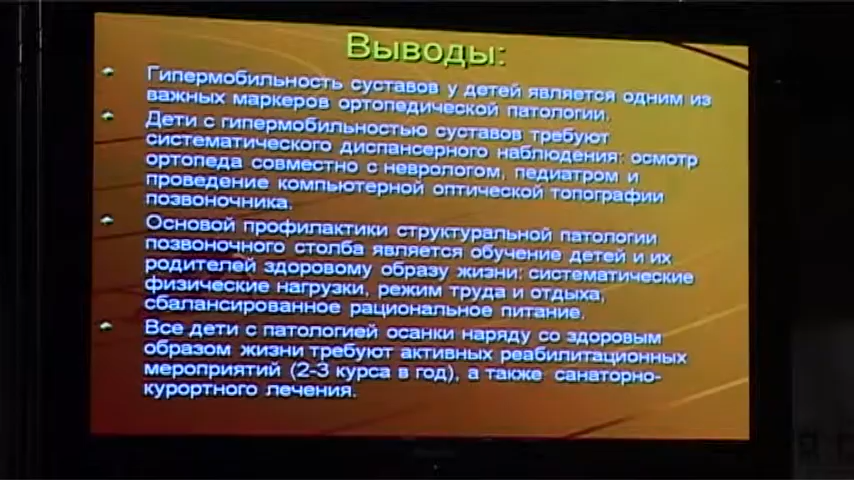 Выводы:
Гипермобильность суставов у детей является одним из
важных маркеров ортопедической патологии.
Дети с гипермобильностью суставов требуют
систематического диспансерного наблюдения: осмотр
ортопеда совместно с неврологом, педиатром и
проведение компьютерной оптической топографии
позвоночника.
Основой профилактики структуральной патологии
позвоночного столба является обучение детей и их
родителей здоровому образу жизни: систематические
физические нагрузки, режим труда и отдыха,
сбалансированное рациональное питание.
Все дети с патологией осанки наряду со здоровым
образом жизни требуют активных реабилитационных
мероприятий (2-3 курса в год), а также санаторно-
курортного лечения.